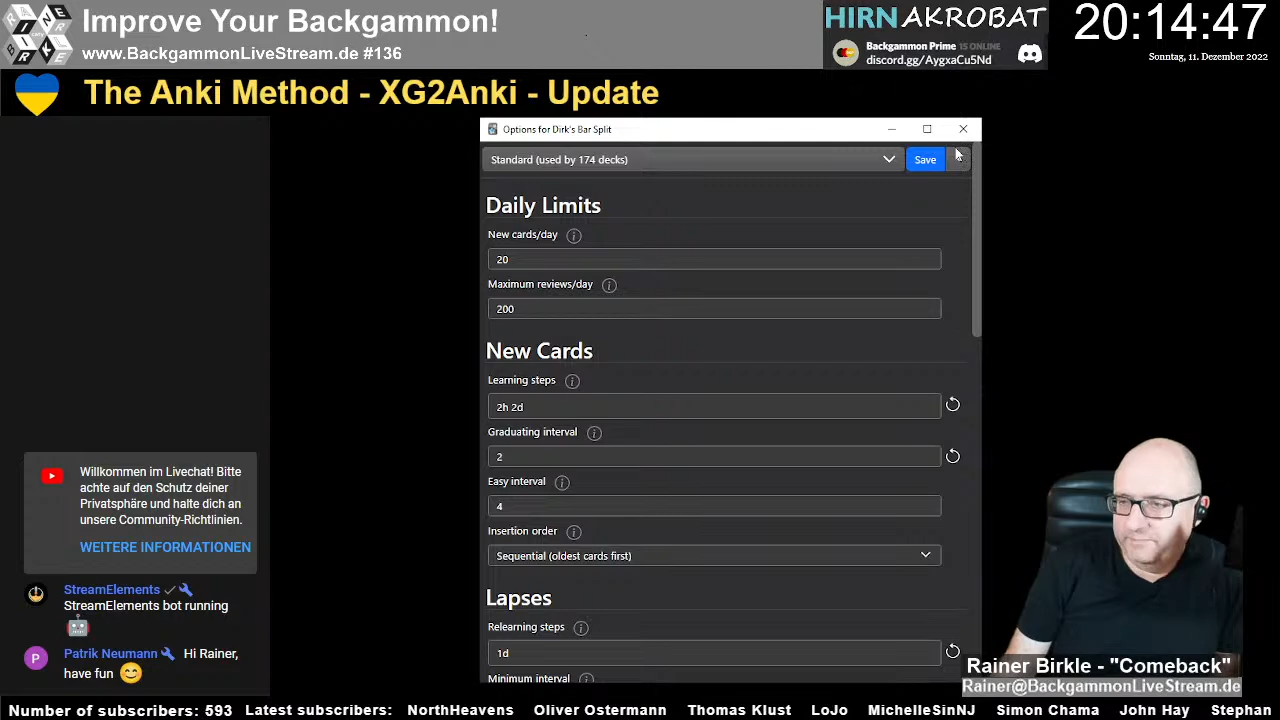 Improve Your Backgammon!
www.BackgammonLiveStream.de #136
HIRNAKROBAT
Backgammon Prime 15 ONLINE
discord.gg/AygxaCu5Nd
20:14:47
Sonntag, 11. Dezember 2022
The Anki Method - XG2Anki - Update
Options for Dirk's Bar Split
Standard (used by 174 decks)
Save
Daily Limits
New cards/day
20
Maximum reviews/day
200
New Cards
Learning steps
2h 2d
Graduating interval
2
Easy interval
4
Insertion order
Sequential (oldest cards first)
Lapses
Relearning steps
1d
Minimum interval
Willkommen im Livechat! Bitte
achte auf den Schutz deiner
Privatsphäre und halte dich an
unsere Community-Richtlinien.
WEITERE INFORMATIONEN
StreamElements
StreamElements bot running
P
Patrik Neumann Hi Rainer,
have fun
Rainer Birkle - "Comeback"
Rainer@BackgammonLiveStream.de
Number of subscribers: 593 Latest subscribers: NorthHeavens Oliver Ostermann Thomas Klust LoJo MichelleSinNJ Simon Chama John Hay Stephan